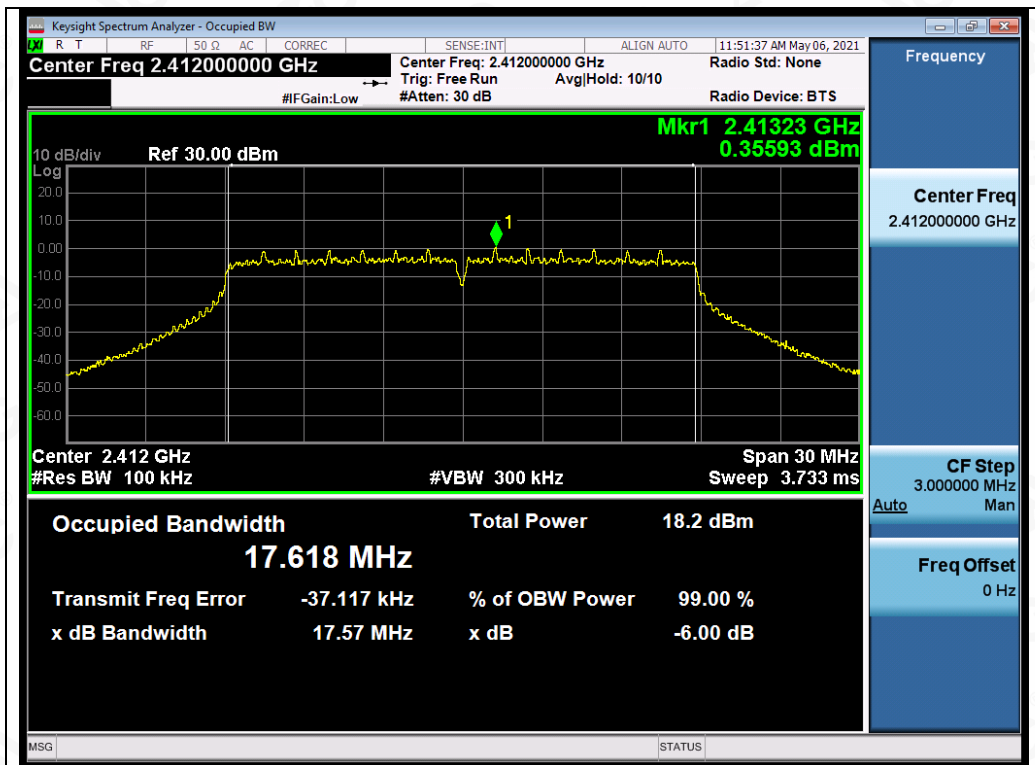 Keysight Spectrum Analyzer - Occupied BW
LXI R T RF 50 Ω AC CORREC SENSE:INT ALIGN AUTO 11:51:37 AM May 06, 2021
Center Freq 2.412000000 GHz
Center Freq: 2.412000000 GHz
Radio Std: None
Trig: Free Run Avg|Hold: 10/10
#IFGain:Low #Atten: 30 dB Radio Device: BTS
Mkr1 2.41323 GHz
0.35593 dBm
10 dB/div Ref 30.00 dBm
Log
20.0
10.0
0.00
-10.0
-20.0
-30.0
-40.0
-50.0
-60.0
1
Center 2.412 GHz Span 30 MHz
#Res BW 100 kHz #VBW 300 kHz Sweep 3.733 ms
Occupied Bandwidth Total Power 18.2 dBm
17.618 MHz
Transmit Freq Error -37.117 kHz % of OBW Power 99.00 %
x dB Bandwidth 17.57 MHz x dB -6.00 dB
Frequency
Center Freq
2.412000000 GHz
CF Step
3.000000 MHz
Auto Man
Freq Offset
0 Hz
MSG STATUS